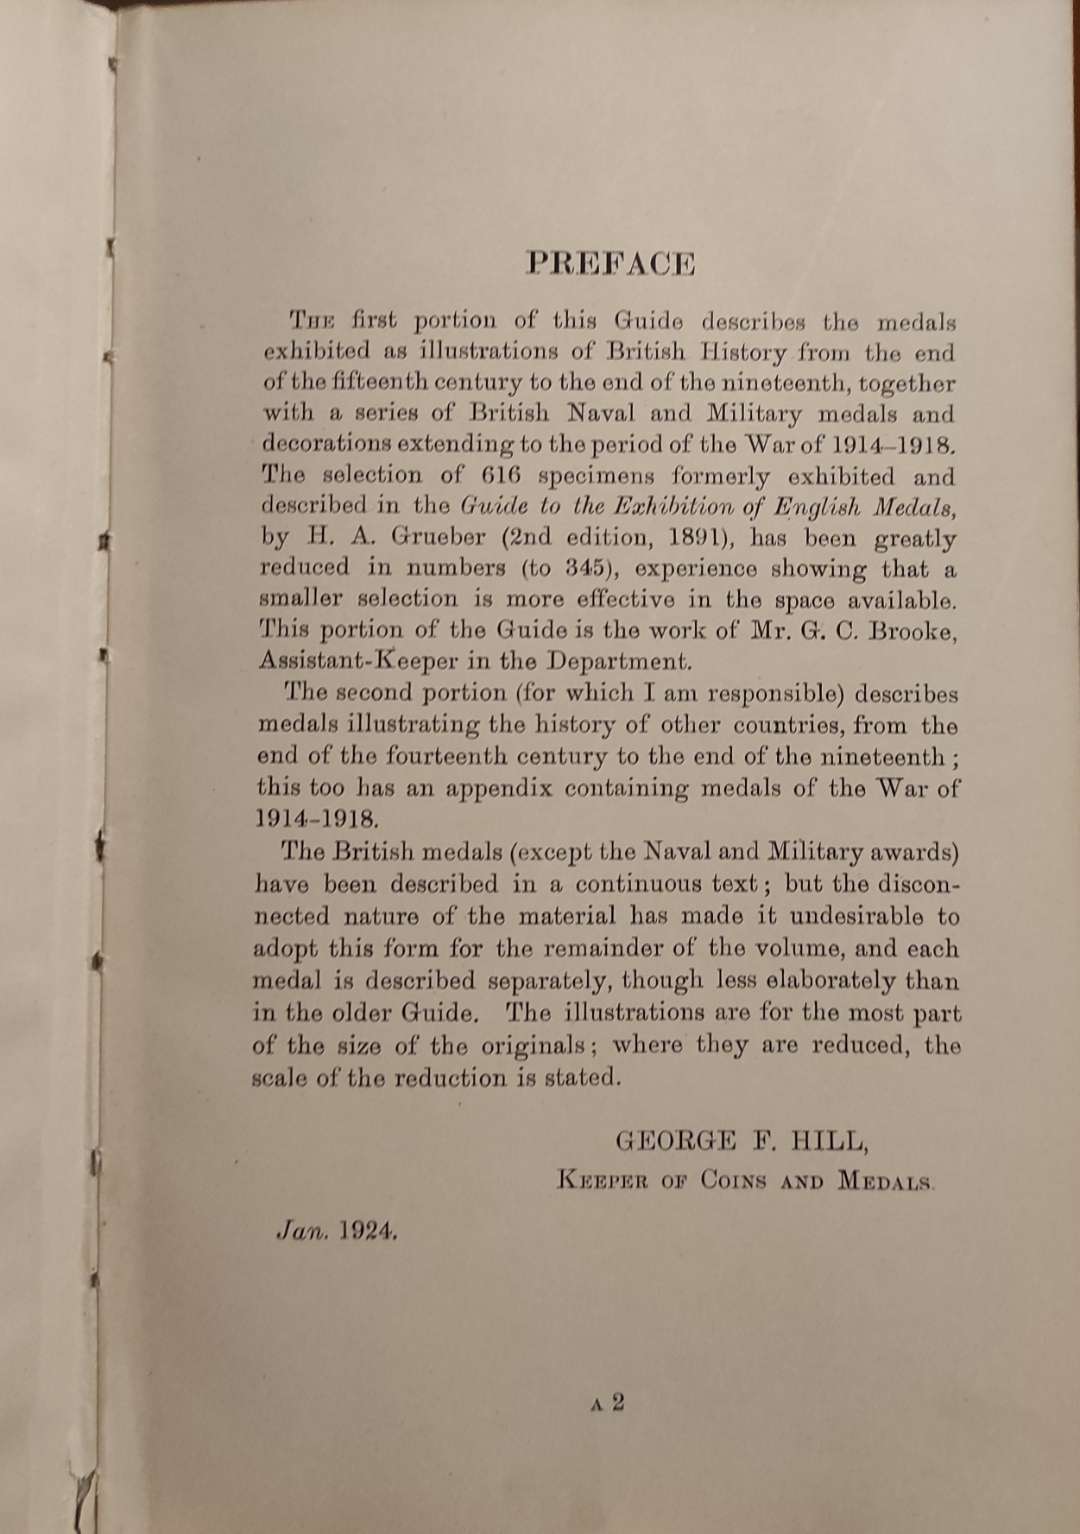 PREFACE
THE first portion of this Guide describes the medals
exhibited as illustrations of British History from the end
of the fifteenth century to the end of the nineteenth, together
with a series of British Naval and Military medals and
decorations extending to the period of the War of 1914–1918.
The selection of 616 specimens formerly exhibited and
described in the Guide to the Exhibition of English Medals,
by H. A. Grueber (2nd edition, 1891), has been greatly
reduced in numbers (to 345), experience showing that a
smaller selection is more effective in the space available.
This portion of the Guide is the work of Mr. G. C. Brooke,
Assistant-Keeper in the Department.
The second portion (for which I am responsible) describes
medals illustrating the history of other countries, from the
end of the fourteenth century to the end of the nineteenth ;
this too has an appendix containing medals of the War of
1914–1918.
The British medals (except the Naval and Military awards)
have been described in a continuous text ; but the discon-
nected nature of the material has made it undesirable to
adopt this form for the remainder of the volume, and each
medal is described separately, though less elaborately than
in the older Guide. The illustrations are for the most part
of the size of the originals ; where they are reduced, the
scale of the reduction is stated.
GEORGE F. HILL,
KEEPER OF COINS AND MEDALS.
Jan. 1924.
A 2